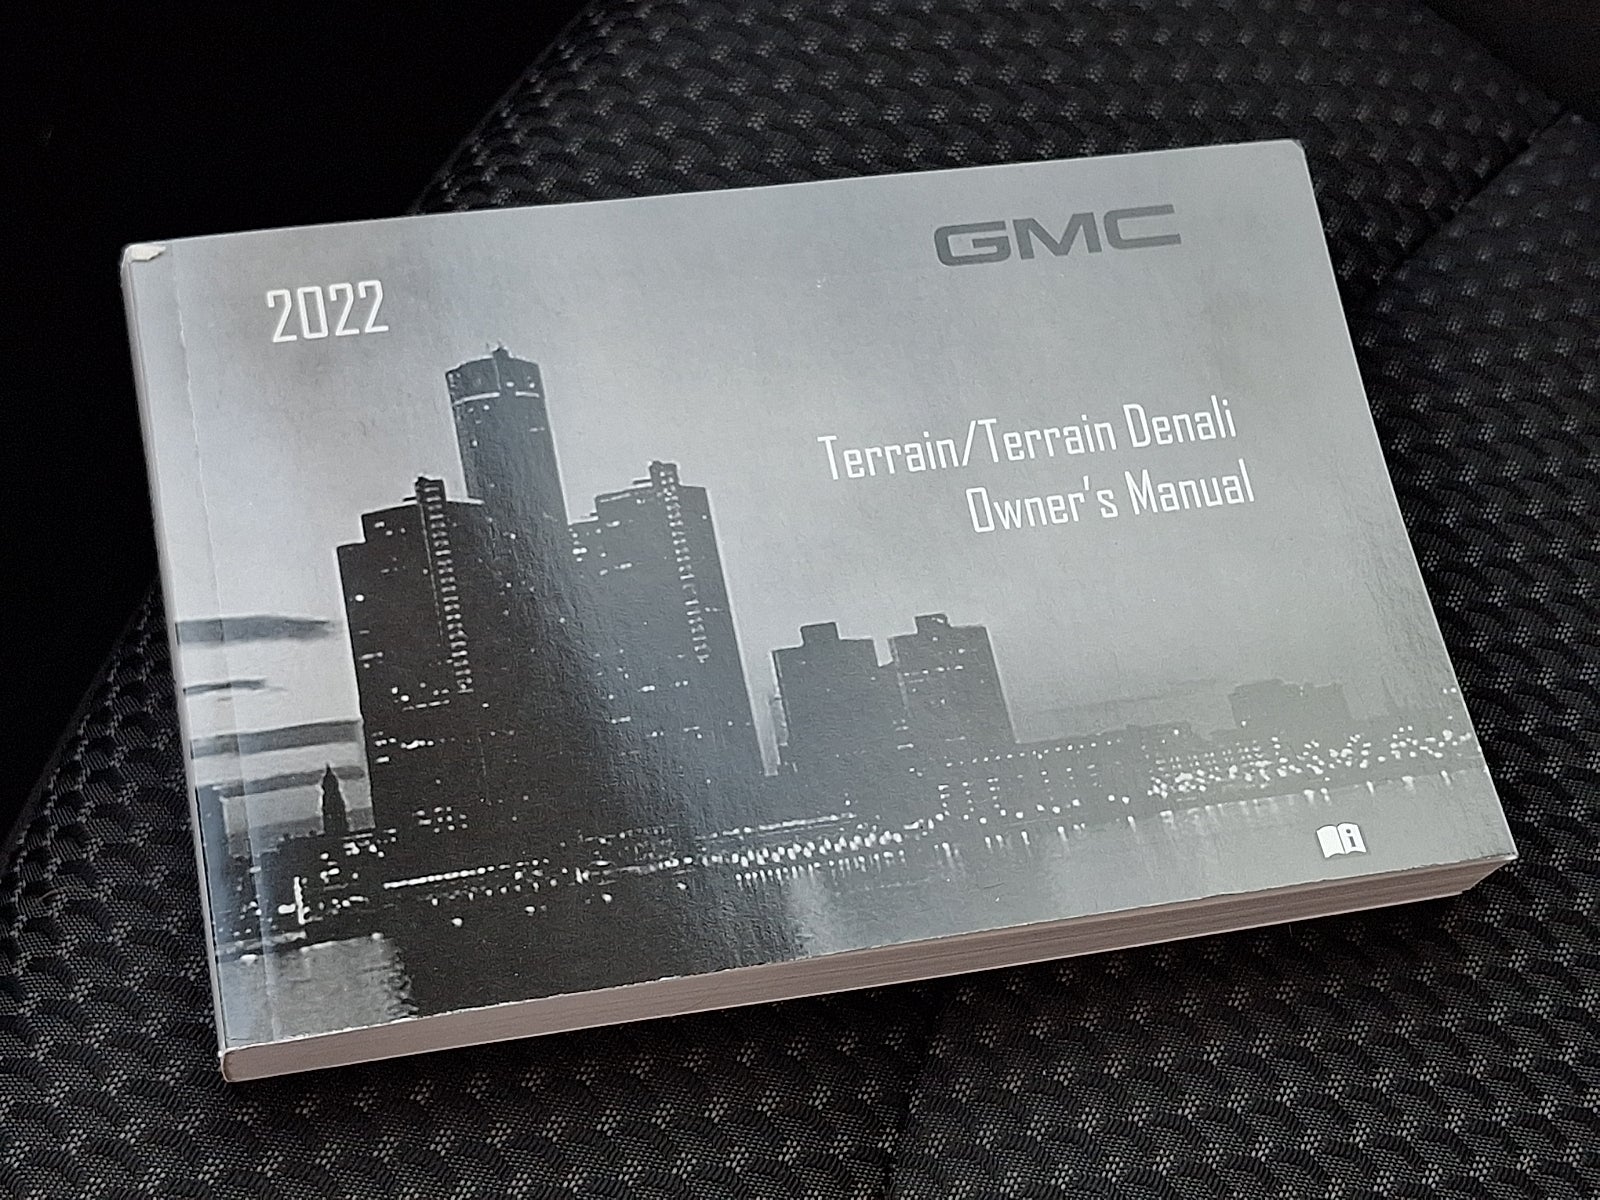 2022
GMC
Terrain/Terrain Denali
Owner's Manual
i